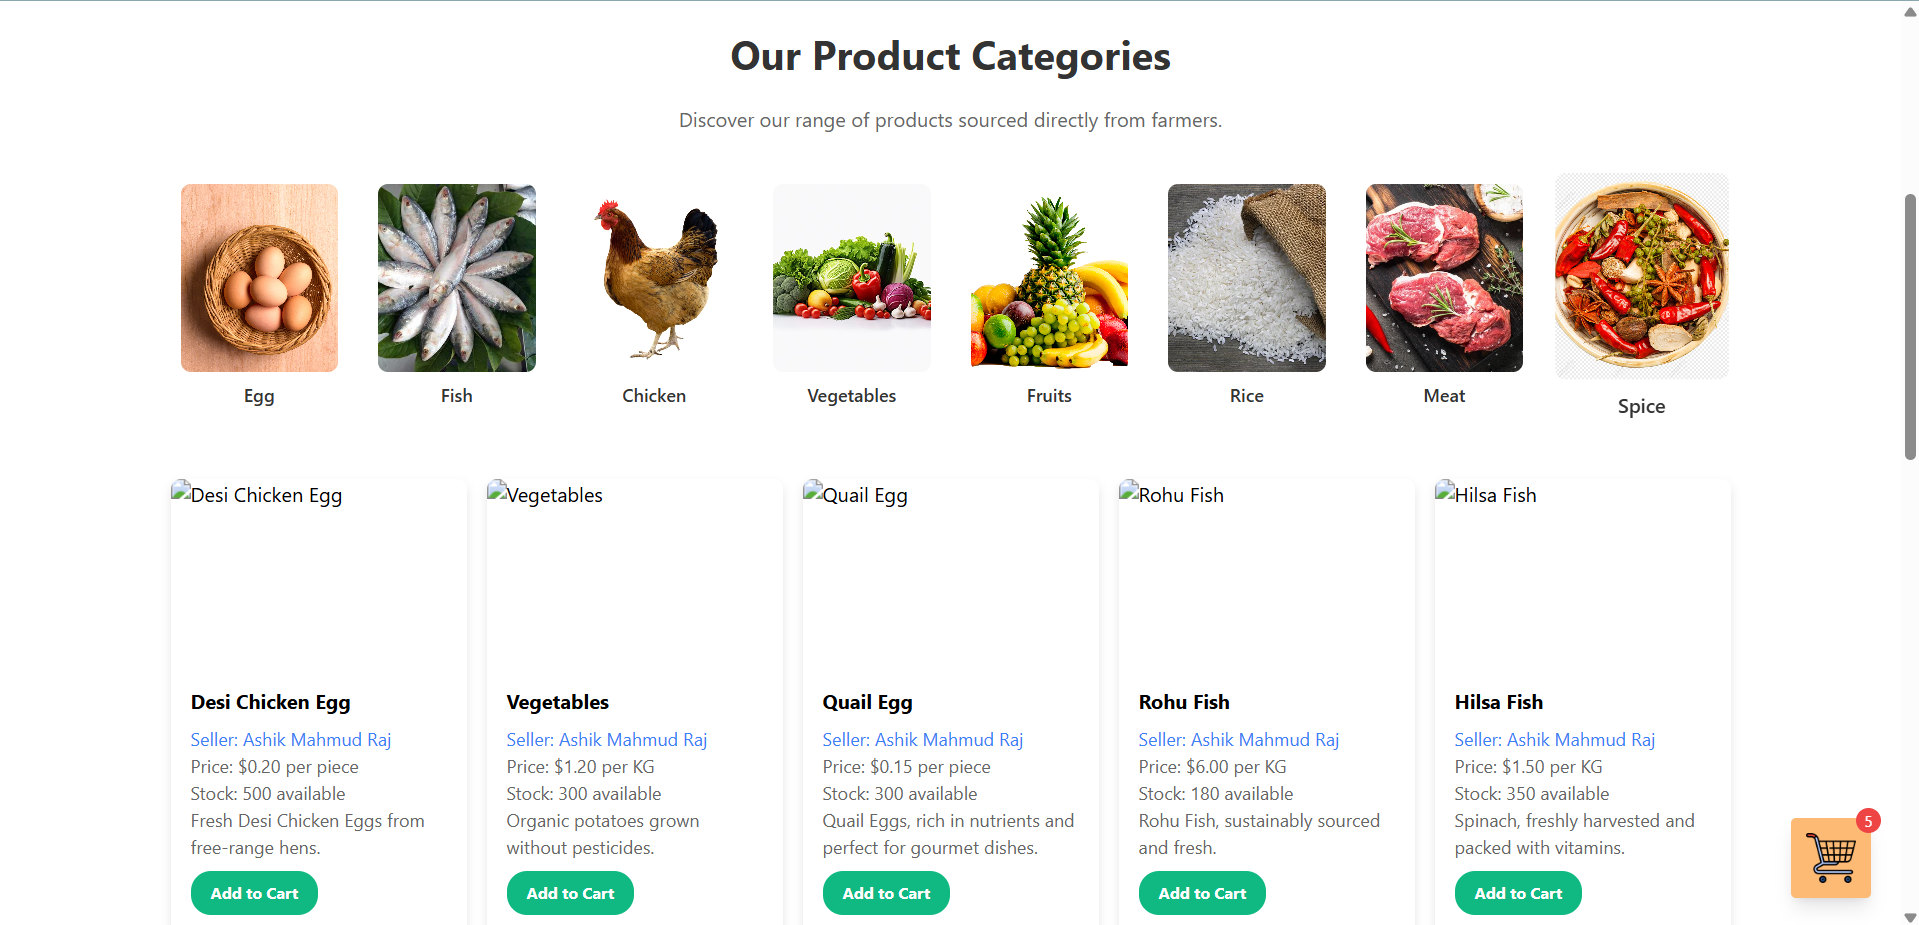 Our Product Categories
Discover our range of products sourced directly from farmers.
Egg
Fish
Chicken
Vegetables
Fruits
Rice
Meat
Spice
Desi Chicken Egg
Desi Chicken Egg
Seller: Ashik Mahmud Raj
Price: $0.20 per piece
Stock: 500 available
Fresh Desi Chicken Eggs from
free-range hens.
Add to Cart
Vegetables
Vegetables
Seller: Ashik Mahmud Raj
Price: $1.20 per KG
Stock: 300 available
Organic potatoes grown
without pesticides.
Add to Cart
Quail Egg
Quail Egg
Seller: Ashik Mahmud Raj
Price: $0.15 per piece
Stock: 300 available
Quail Eggs, rich in nutrients and
perfect for gourmet dishes.
Add to Cart
Rohu Fish
Rohu Fish
Seller: Ashik Mahmud Raj
Price: $6.00 per KG
Stock: 180 available
Rohu Fish, sustainably sourced
and fresh.
Add to Cart
Hilsa Fish
Hilsa Fish
Seller: Ashik Mahmud Raj
Price: $1.50 per KG
Stock: 350 available
Spinach, freshly harvested and
packed with vitamins.
Add to Cart
5